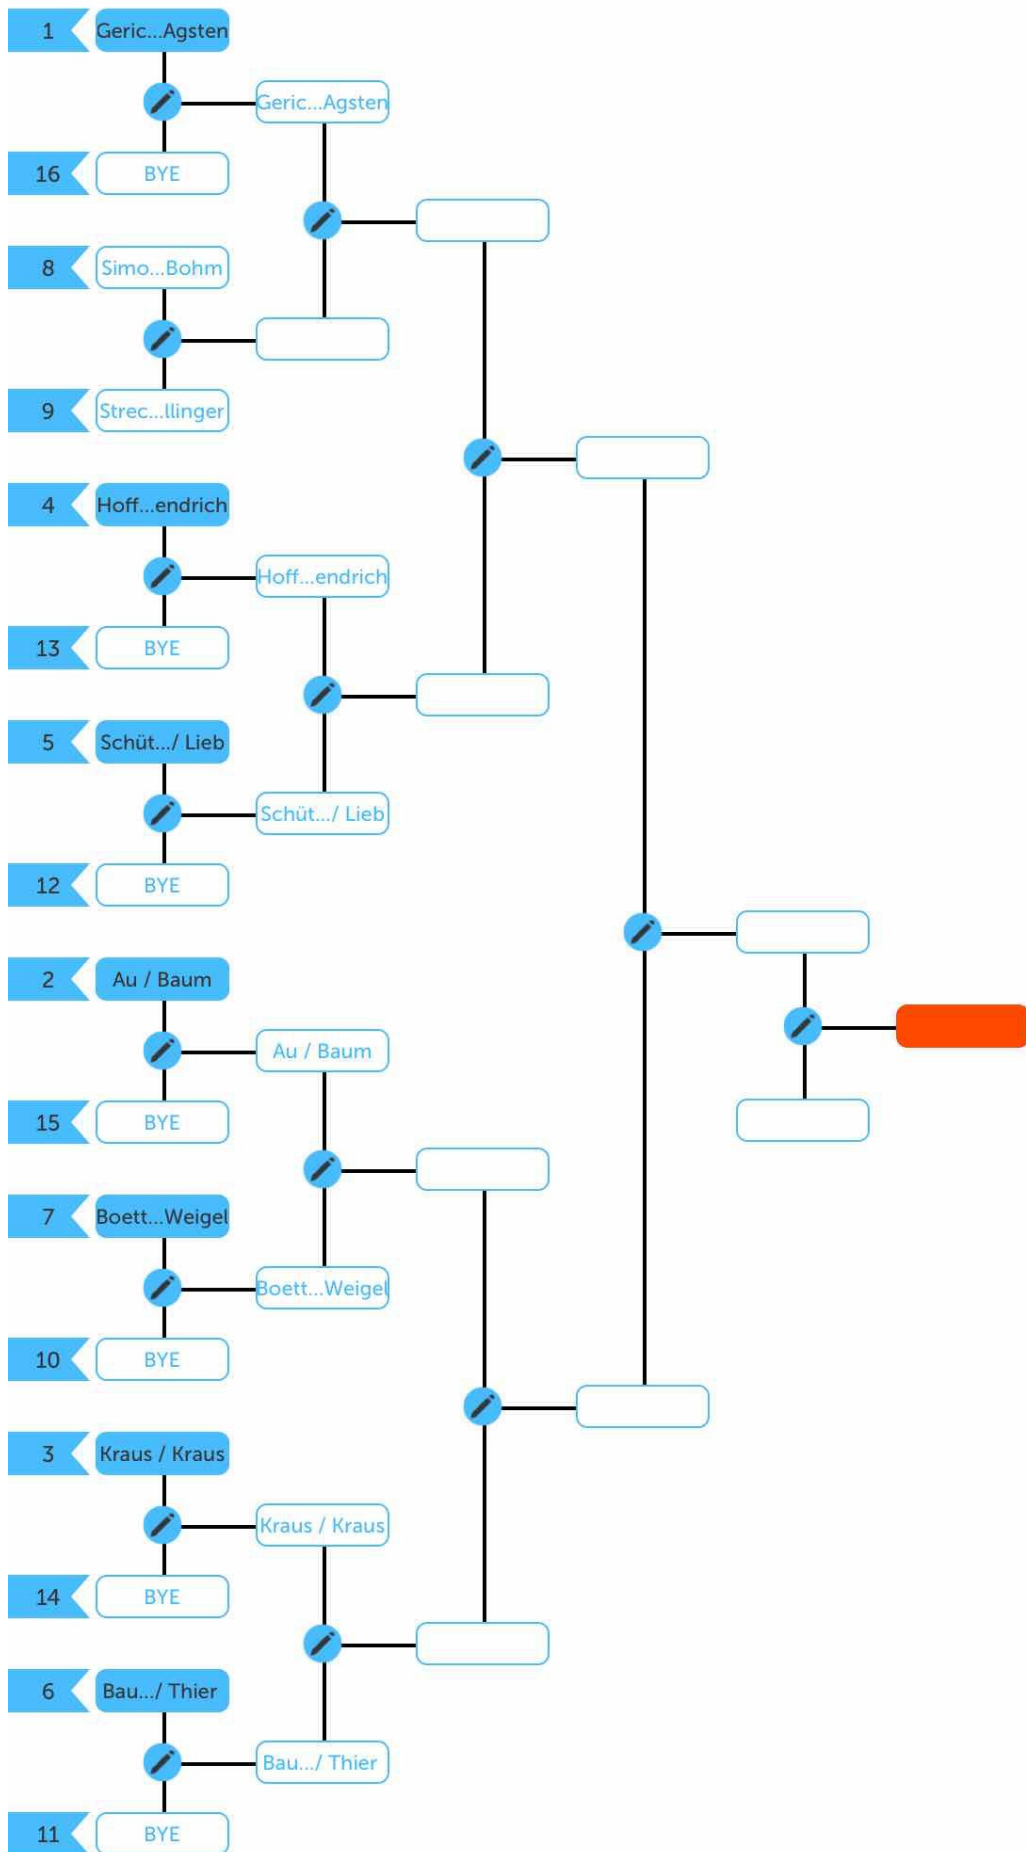 1 Geric...Agsten
Geric...Agsten
16 BYE
8 Simo...Bohm
9 Strec...llinger
4 Hoff...endrich
Hoff...endrich
13 BYE
5 Schüt.../ Lieb
Schüt.../ Lieb
12 BYE
2 Au / Baum
Au / Baum
15 BYE
7 Boett...Weigel
Boett...Weigel
10 BYE
3 Kraus / Kraus
Kraus / Kraus
14 BYE
6 Bau.../ Thier
Bau.../ Thier
11 BYE